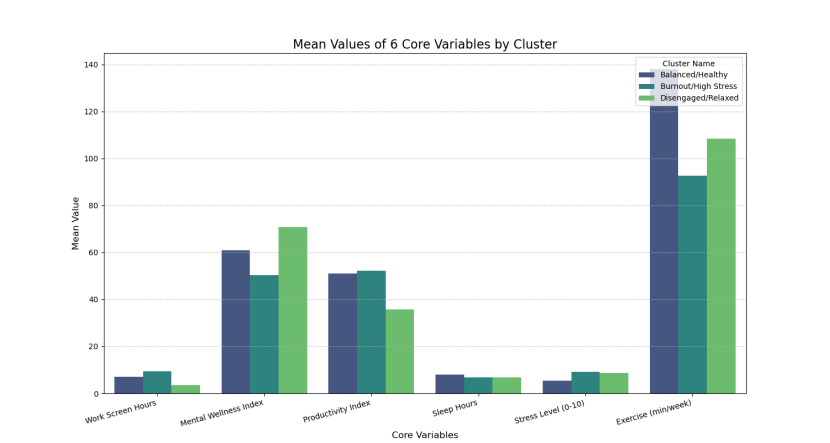 Mean Values of 6 Core Variables by Cluster
Cluster Name
Balanced/Healthy
Burnout/High Stress
Disengaged/Relaxed
Mean Value
140
120
100
80
60
40
20
0
Work Screen Hours
Mental Wellness Index
Productivity Index
Sleep Hours
Stress Level (0-10)
Exercise (min/week)
Core Variables